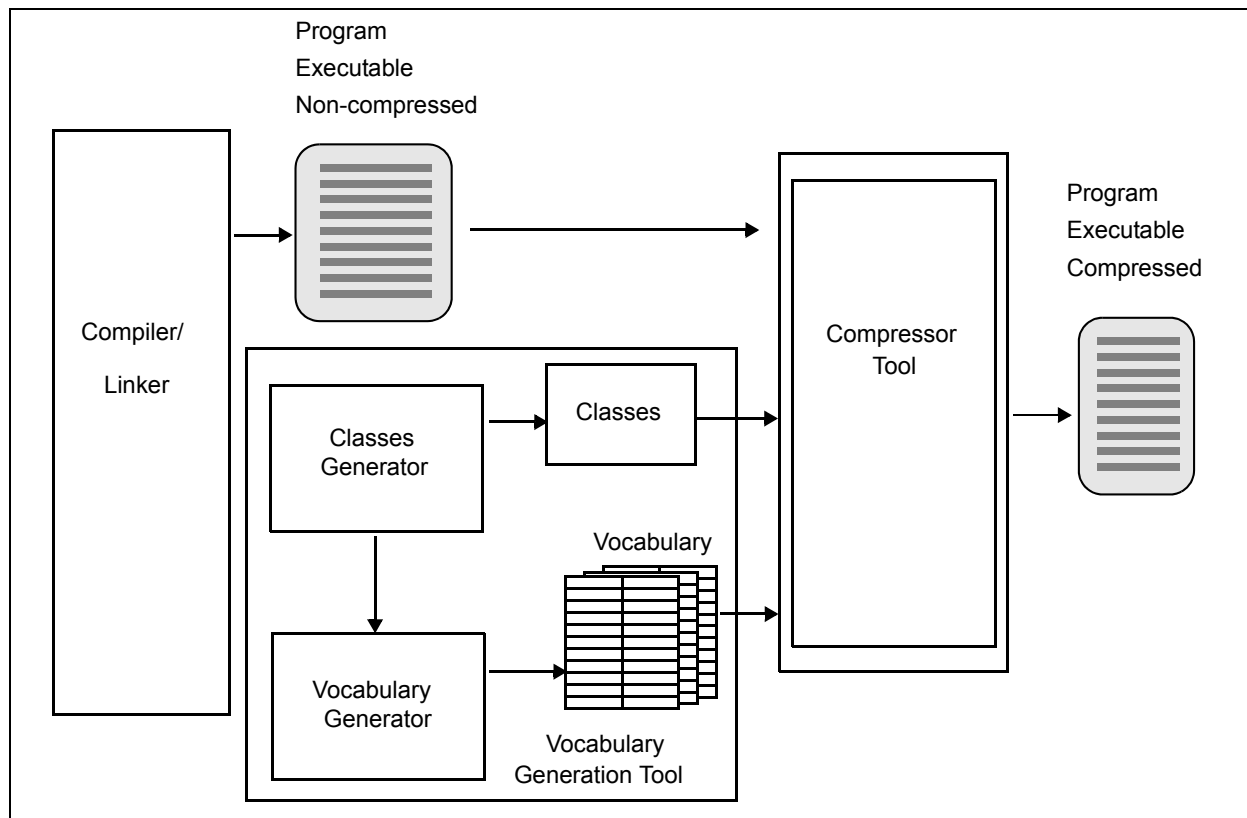 Program
Executable
Non-compressed
Program
Executable
Compressed
Compiler/
Linker
Compressor
Tool
Classes
Generator
Classes
Vocabulary
Vocabulary
Generator
Vocabulary
Generation Tool